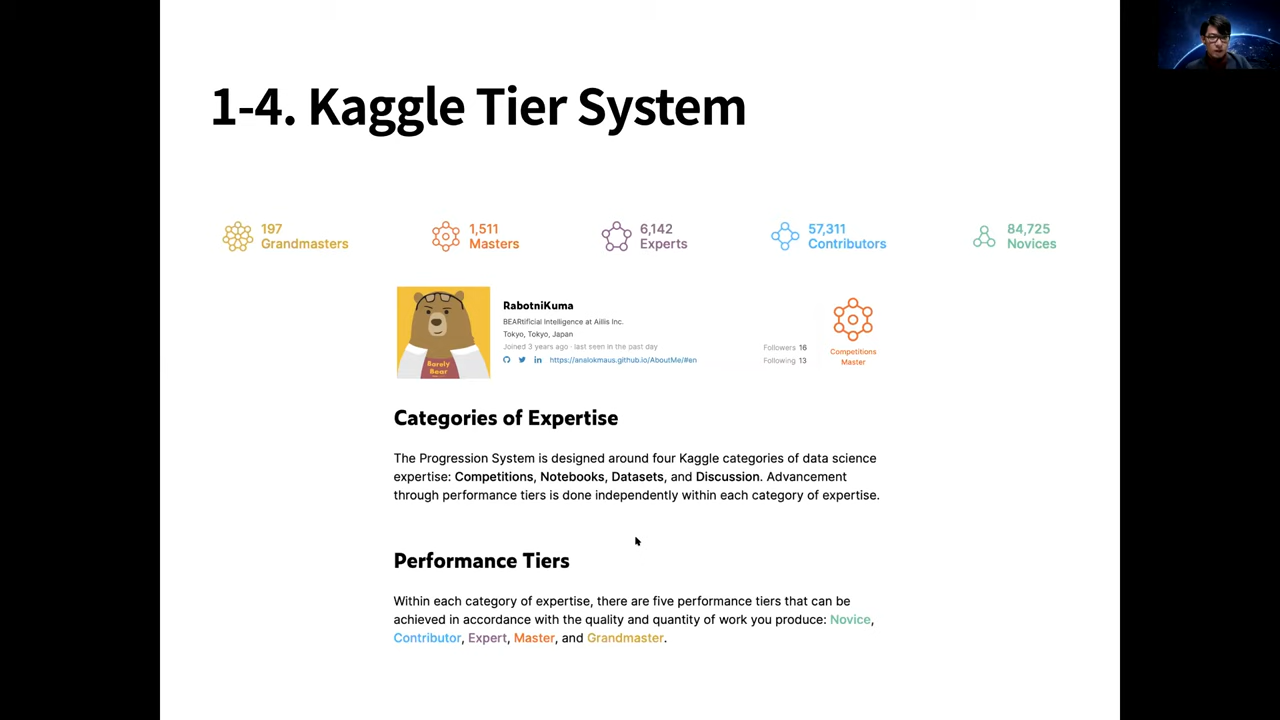 1-4. Kaggle Tier System
197
Grandmasters
1,511
Masters
6,142
Experts
57,311
Contributors
84,725
Novices
RabotniKuma
BEARtificial Intelligence at Aillis Inc.
Tokyo, Tokyo, Japan
Joined 3 years ago · last seen in the past day
https://analokmaus.github.io/AboutMe/#en
Followers 16
Following 13
Competitions
Master
Barely
Bear
Categories of Expertise
The Progression System is designed around four Kaggle categories of data science
expertise: Competitions, Notebooks, Datasets, and Discussion. Advancement
through performance tiers is done independently within each category of expertise.
Performance Tiers
Within each category of expertise, there are five performance tiers that can be
achieved in accordance with the quality and quantity of work you produce: Novice,
Contributor, Expert, Master, and Grandmaster.